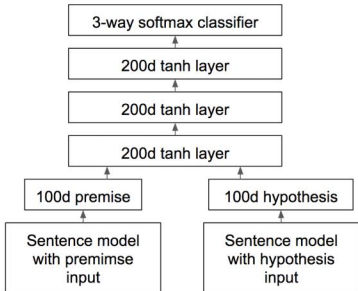 3-way softmax classifier
200d tanh layer
200d tanh layer
200d tanh layer
100d premise
100d hypothesis
Sentence model
with premimse
input
Sentence model
with hypothesis
input